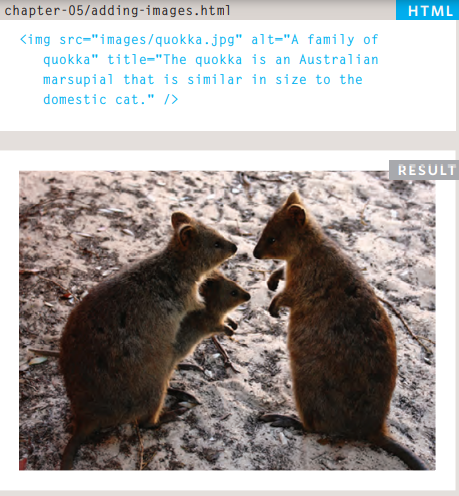 chapter-05/adding-images.html HTML
<img src="images/quokka.jpg" alt="A family of
quokka" title="The quokka is an Australian
marsupial that is similar in size to the
domestic cat." />
RESULT